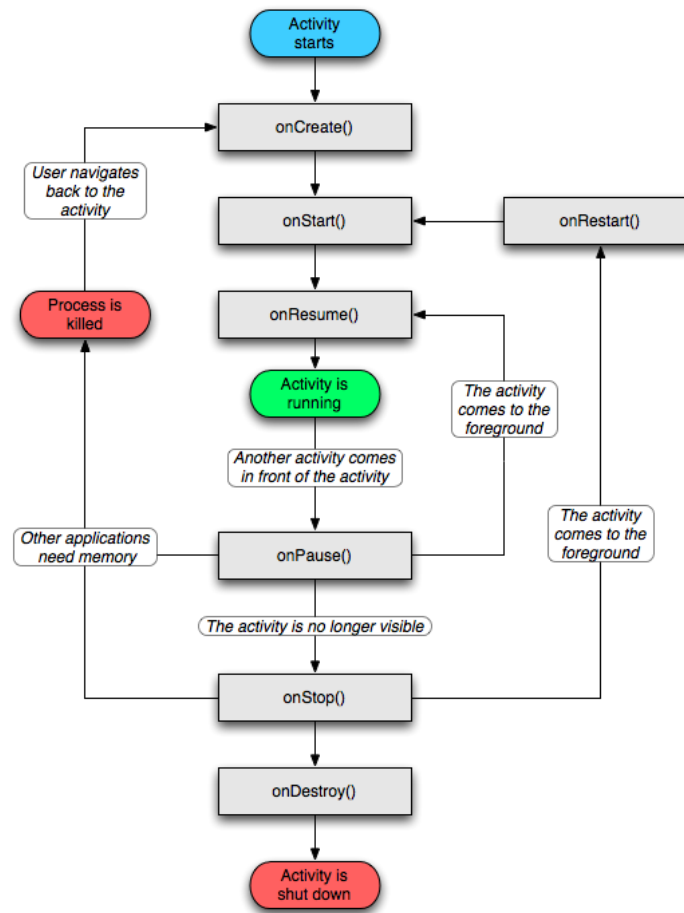 Activity
starts
onCreate()
User navigates
back to the
activity
onStart()
onRestart()
Process is
killed
onResume()
Activity is
running
The activity
comes to the
foreground
Another activity comes
in front of the activity
Other applications
need memory
onPause()
The activity
comes to the
foreground
The activity is no longer visible
onStop()
onDestroy()
Activity is
shut down